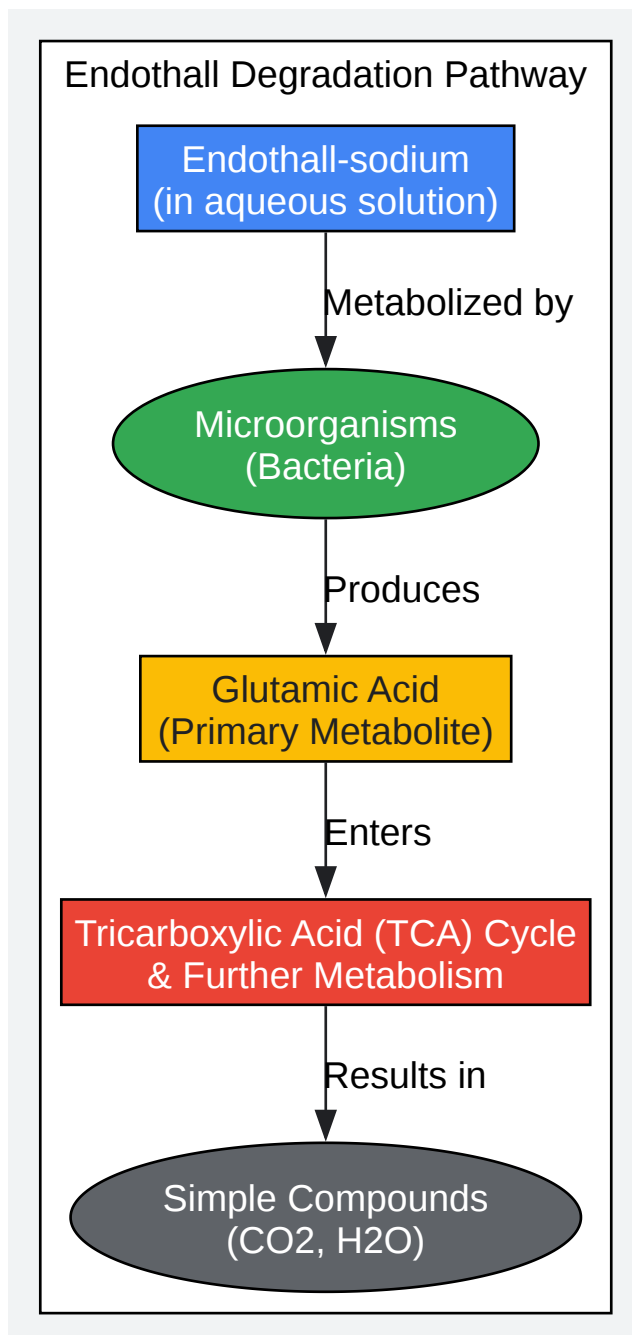 Endothall Degradation Pathway
Endothall-sodium
(in aqueous solution)
Metabolized by
Microorganisms
(Bacteria)
Produces
Glutamic Acid
(Primary Metabolite)
Enters
Tricarboxylic Acid (TCA) Cycle
& Further Metabolism
Results in
Simple Compounds
(CO2, H2O)